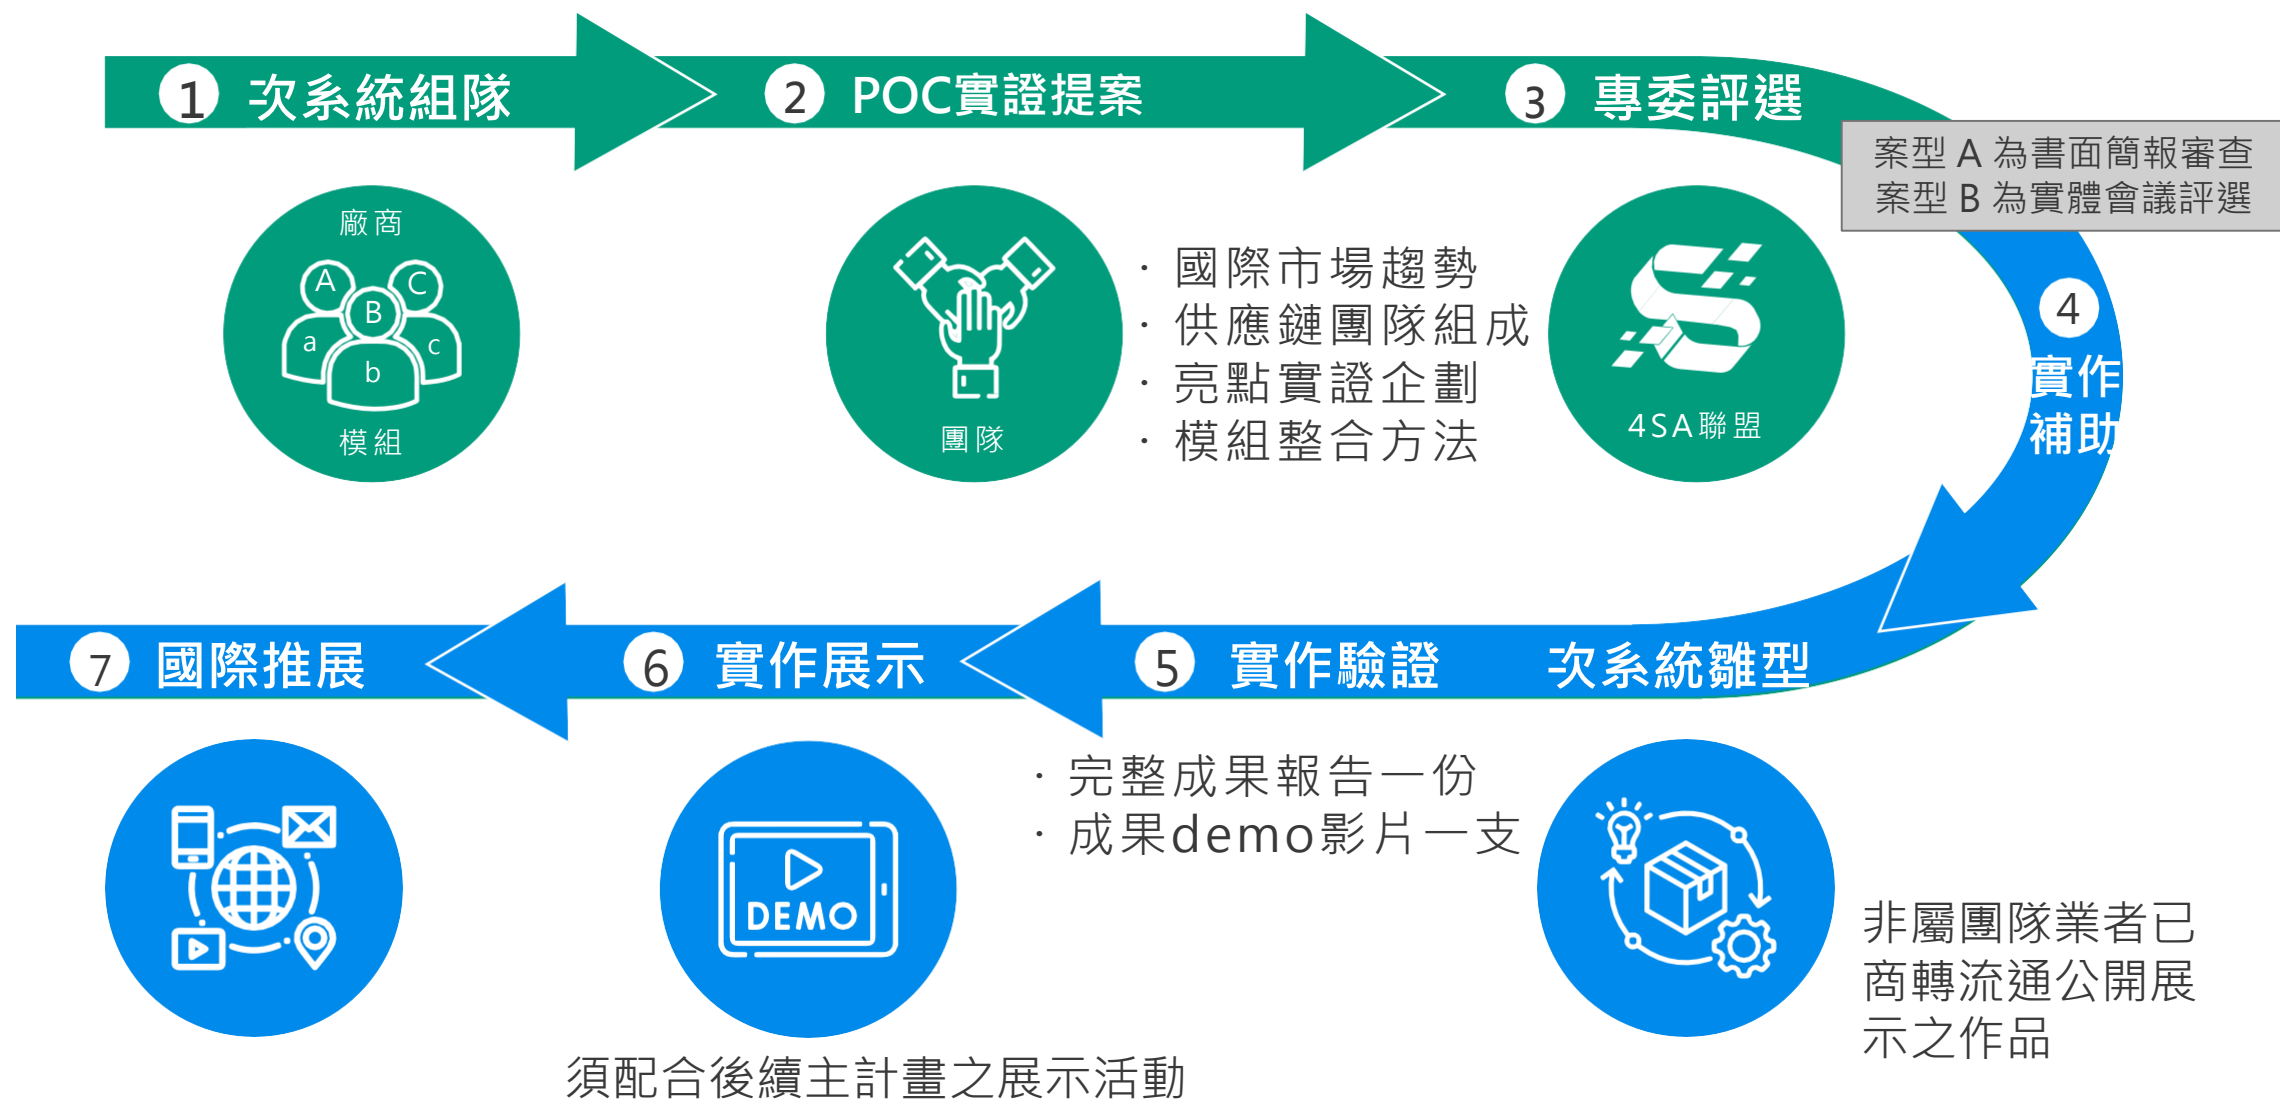 1 次系統組隊
2 POC實證提案
3 專委評選
案型 A 為書面簡報審查
案型 B 為實體會議評選
廠商
A
B
C
a
b
c
模組
團隊
· 國際市場趨勢
· 供應鏈團隊組成
· 亮點實證企劃
· 模組整合方法
4SA聯盟
4
實作
補助
次系統雛型
5 實作驗證
6 實作展示
7 國際推展
· 完整成果報告一份
· 成果demo影片一支
DEMO
非屬團隊業者已
商轉流通公開展
示之作品
須配合後續主計畫之展示活動